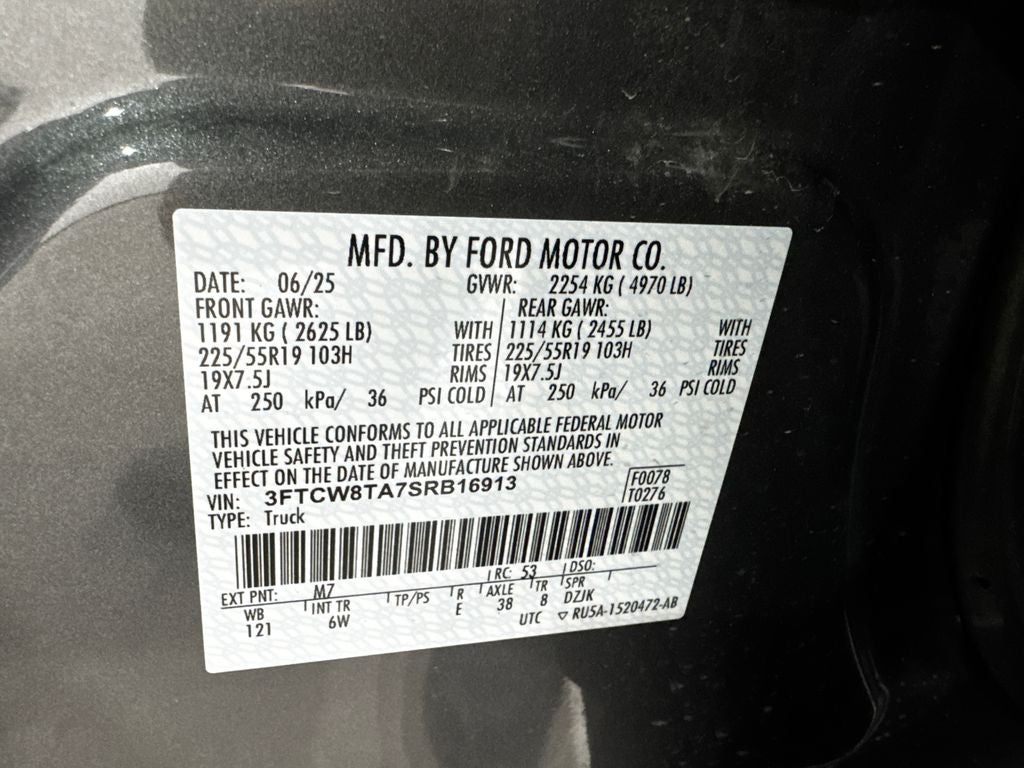 MFD. BY FORD MOTOR CO.
DATE: 06/25 GVWR: 2254 KG ( 4970 LB)
FRONT GAWR: REAR GAWR:
1191 KG ( 2625 LB) WITH 1114 KG ( 2455 LB) WITH
225/55R19 103H TIRES 225/55R19 103H TIRES
19X7.5J RIMS 19X7.5J RIMS
AT 250 kPa/ 36 PSI COLD AT 250 kPa/ 36 PSI COLD
THIS VEHICLE CONFORMS TO ALL APPLICABLE FEDERAL MOTOR
VEHICLE SAFETY AND THEFT PREVENTION STANDARDS IN
EFFECT ON THE DATE OF MANUFACTURE SHOWN ABOVE.
VIN: 3FTCW8TA7SRB16913 F0078
TYPE: Truck T0276
EXT PNT: M7 RC: 53 DSO:
WB INT TR TP/PS R AXLE TR SPR
121 6W E 38 8 DZJK
UTC ▽ RU5A-1520472-AB